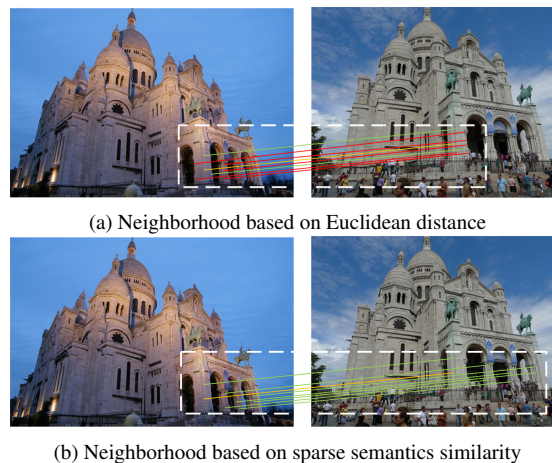 (a) Neighborhood based on Euclidean distance
(b) Neighborhood based on sparse semantics similarity